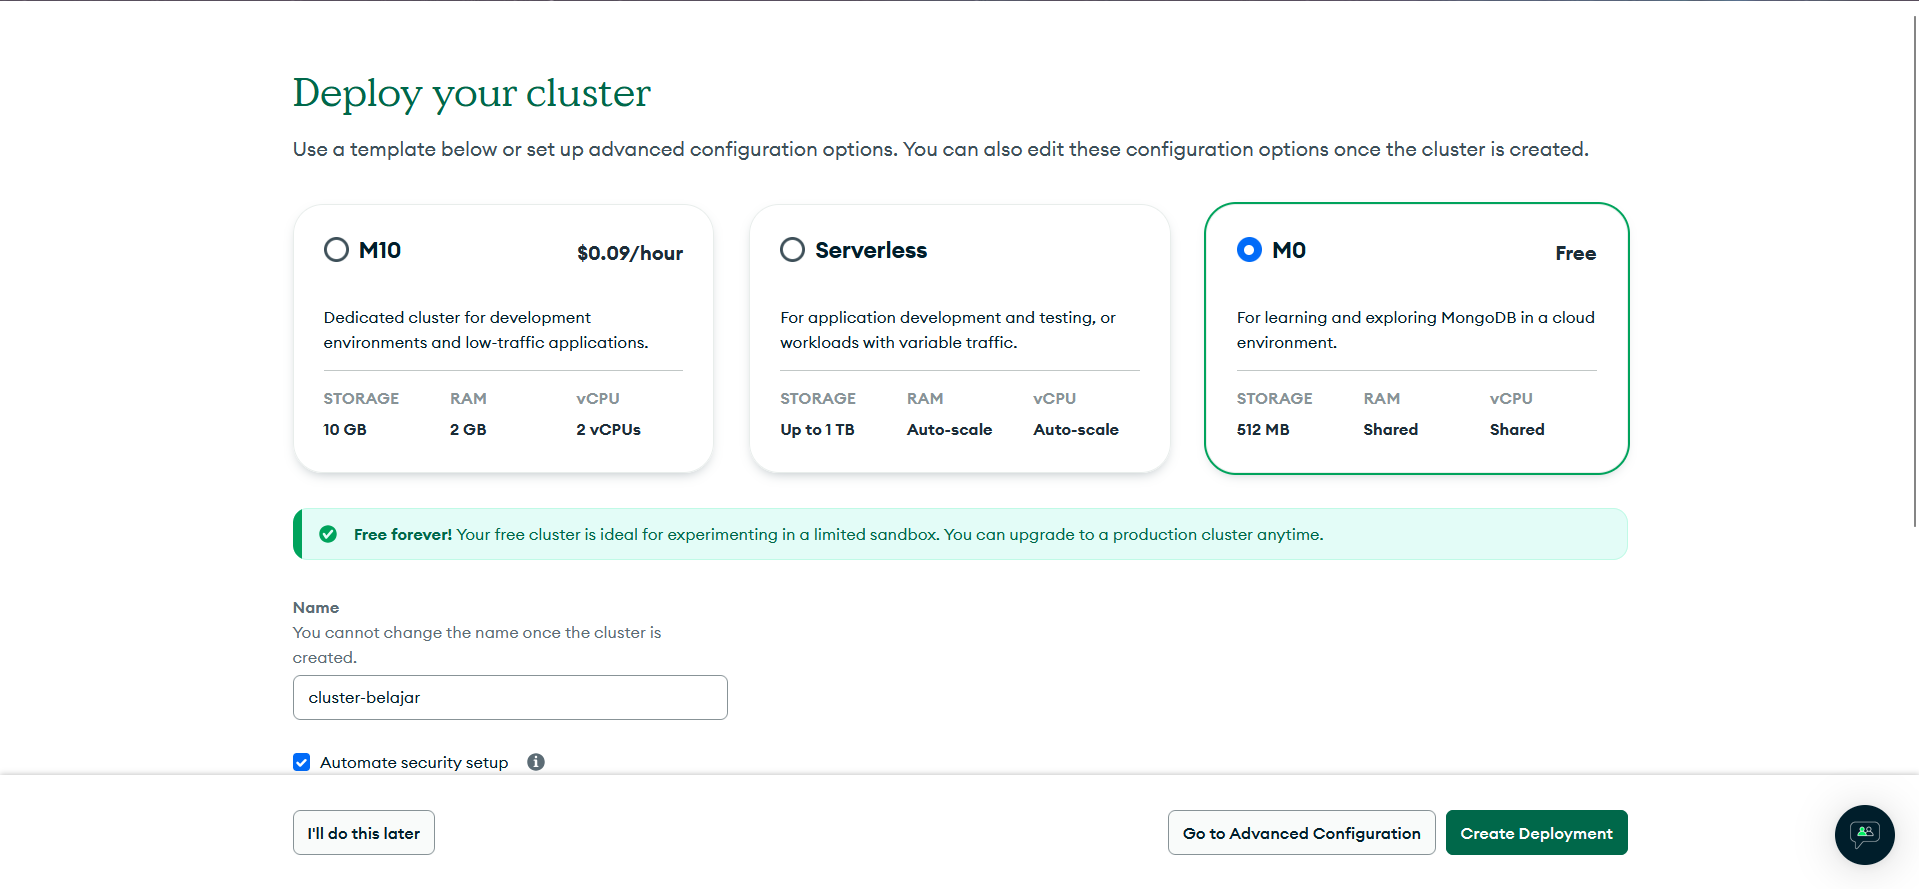 Deploy your cluster
Use a template below or set up advanced configuration options. You can also edit these configuration options once the cluster is created.
M10
$0.09/hour
Dedicated cluster for development
environments and low-traffic applications.
STORAGE RAM vCPU
10 GB 2 GB 2 vCPUs
Serverless
For application development and testing, or
workloads with variable traffic.
STORAGE RAM vCPU
Up to 1 TB Auto-scale Auto-scale
M0
Free
For learning and exploring MongoDB in a cloud
environment.
STORAGE RAM vCPU
512 MB Shared Shared
Free forever! Your free cluster is ideal for experimenting in a limited sandbox. You can upgrade to a production cluster anytime.
Name
You cannot change the name once the cluster is
created.
cluster-belajar
Automate security setup
I'll do this later
Go to Advanced Configuration
Create Deployment